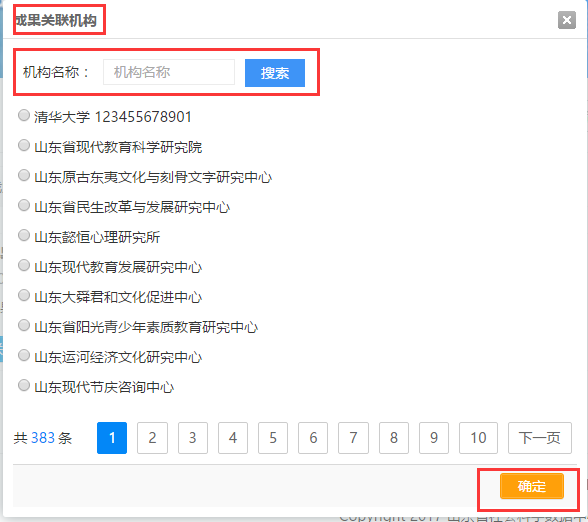 成果关联机构
机构名称： 机构名称 搜索
清华大学 123455678901
山东省现代教育科学研究院
山东原古东夷文化与刻骨文字研究中心
山东省民生改革与发展研究中心
山东懿恒心理研究所
山东现代教育发展研究中心
山东大舜君和文化促进中心
山东省阳光青少年素质教育研究中心
山东运河经济文化研究中心
山东现代节庆咨询中心
共 383 条 1 2 3 4 5 6 7 8 9 10 下一页
确定
Copyright 2017